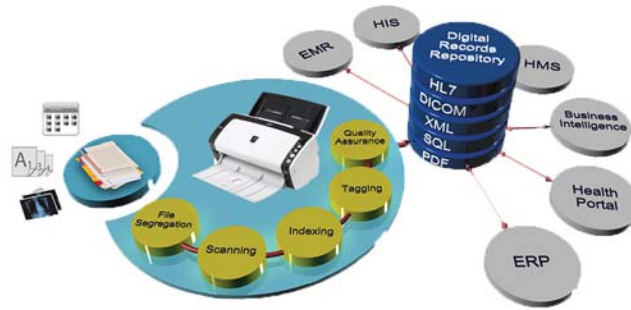 HIS
EMR
Digital
Records
Repository
HMS
HL7
DICOM
XML
SQL
PDF
Business
Intelligence
Health
Portal
ERP
Quality
Assurance
Tagging
Indexing
Scanning
File
Segregation